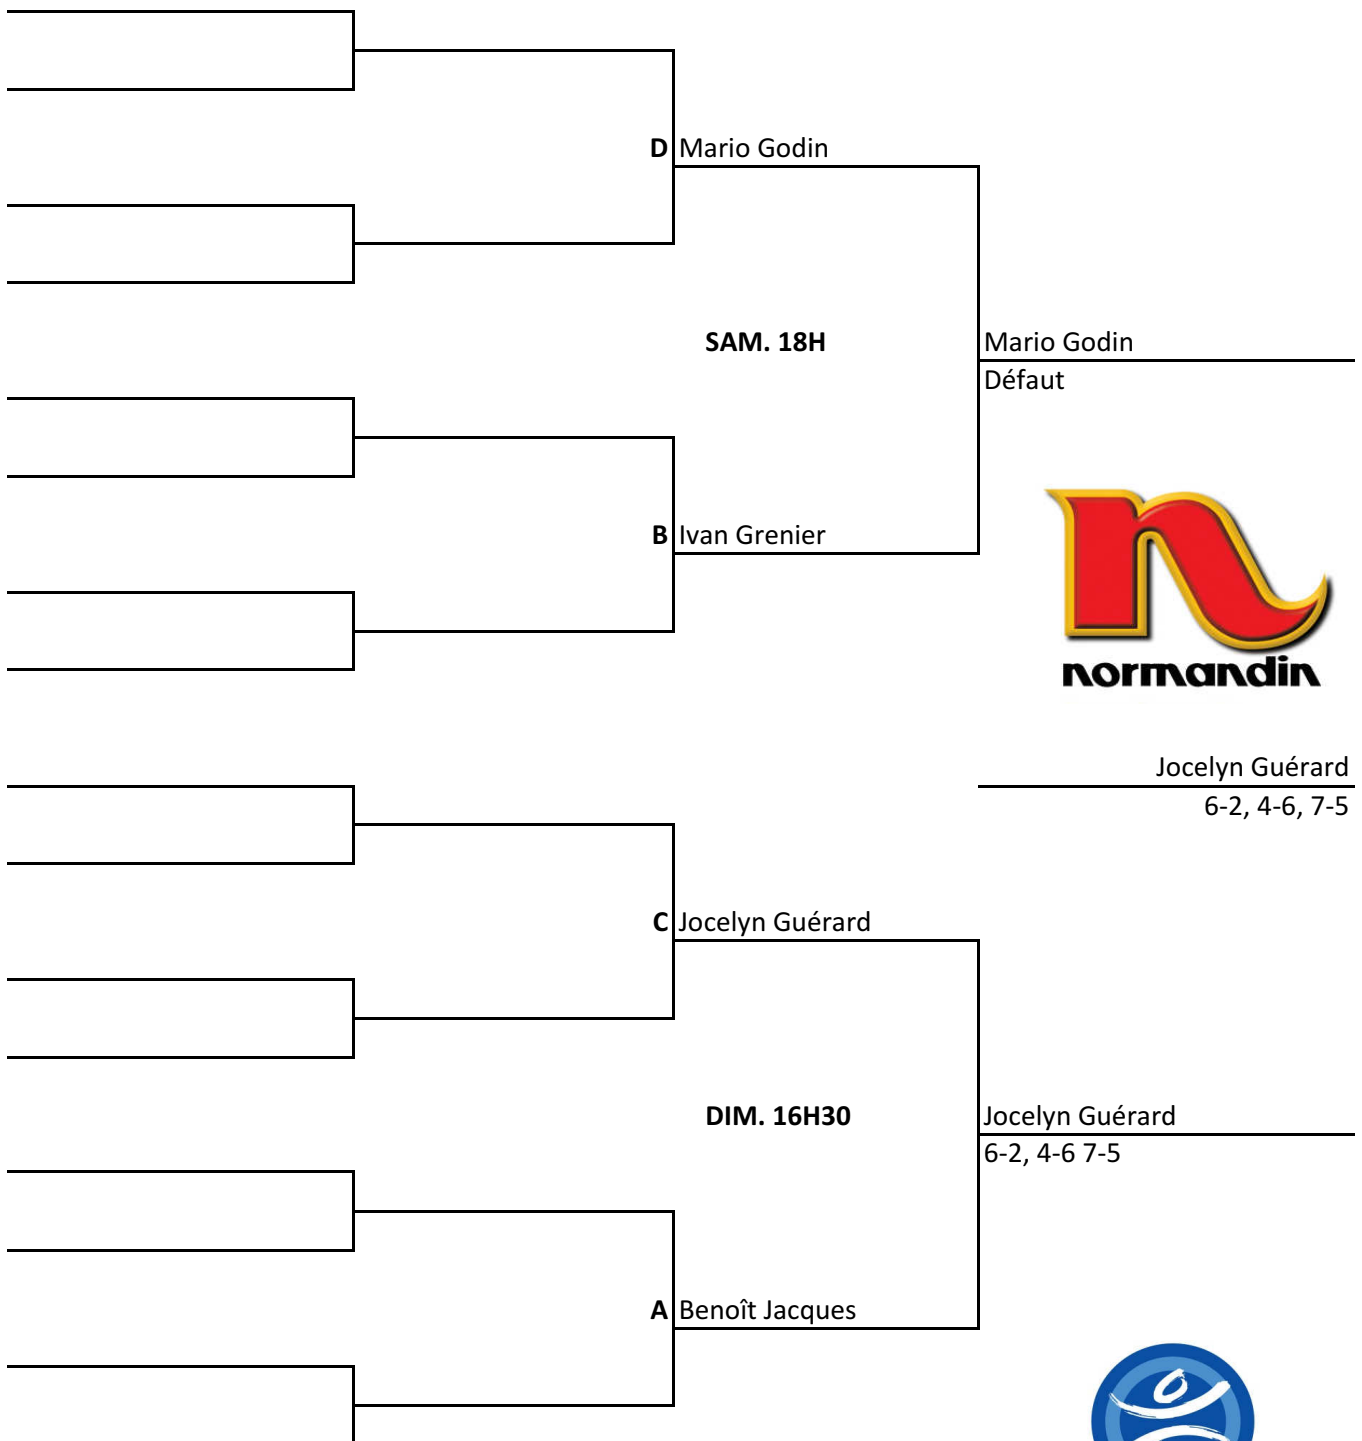 D Mario Godin
SAM. 18H
Mario Godin
Défaut
B Ivan Grenier
normandin
Jocelyn Guérard
6-2, 4-6, 7-5
C Jocelyn Guérard
DIM. 16H30
Jocelyn Guérard
6-2, 4-6 7-5
A Benoît Jacques